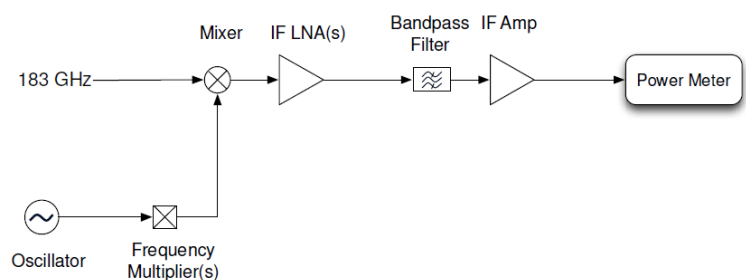 Mixer
IF LNA(s)
Bandpass
Filter
IF Amp
183 GHz
Power Meter
Oscillator
Frequency
Multiplier(s)